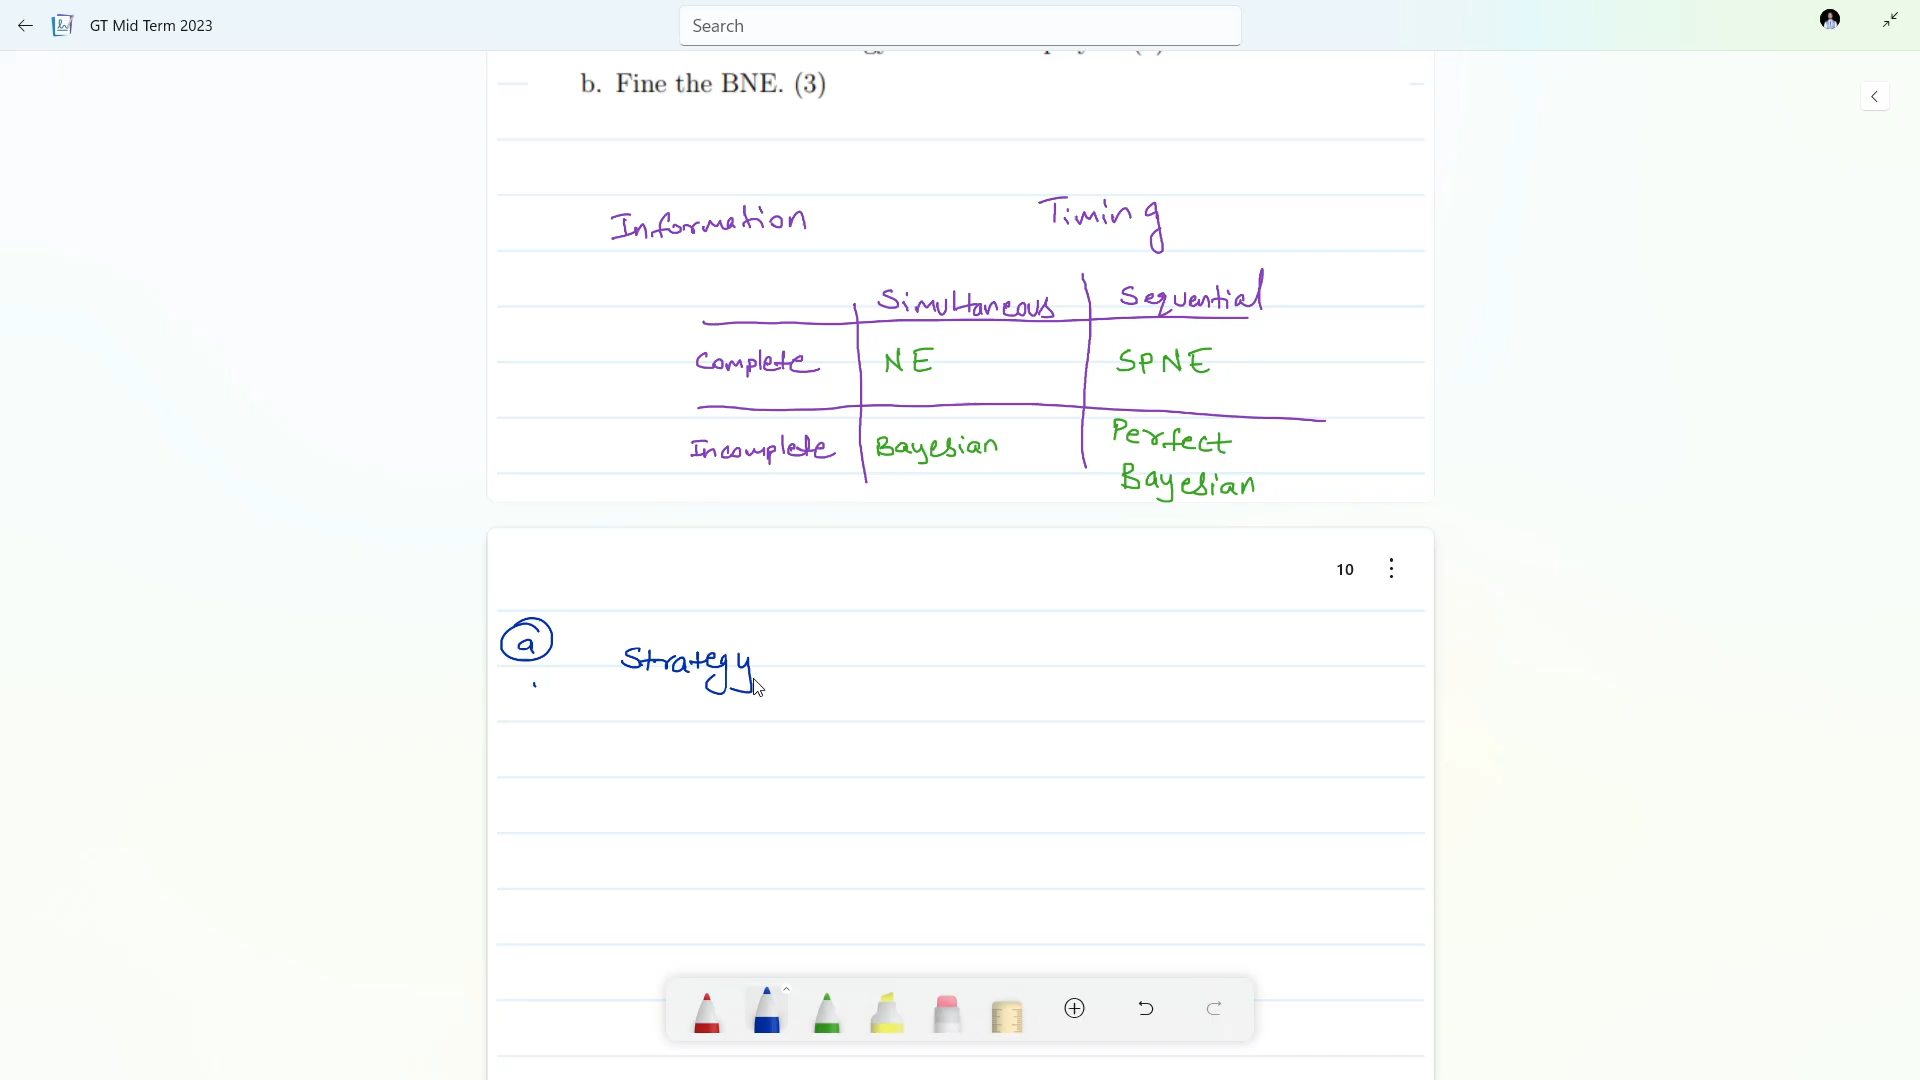 GT Mid Term 2023
Search
b. Fine the BNE. (3)
Information Timing
Simultaneous Sequential
Complete NE SPNE
Incomplete Bayesian Perfect
Bayesian
10
a Strategy